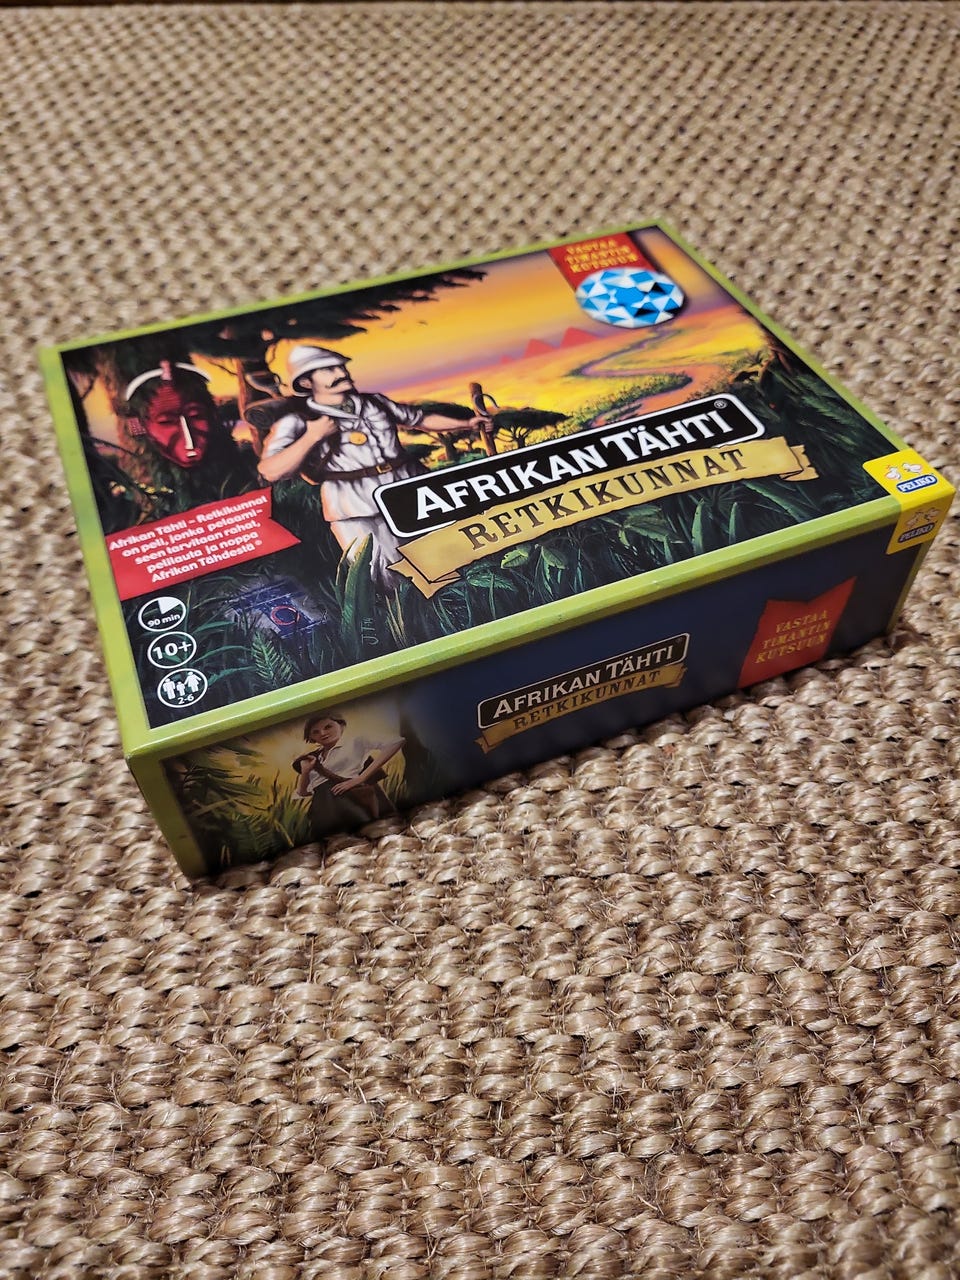 VASTAA
TIMANTIN
KUTSUUN
AFRIKAN TÄHTI®
RETKIKUNNAT
PELIKO
PELIKO
Afrikan Tähti – Retkikunnat
on peli, jonka pelaami-
seen tarvitaan rahat,
pelilauta ja noppa
Afrikan Tähdestä®
90 min
10+
2-6
AFRIKAN TÄHTI
RETKIKUNNAT
VASTAA
TIMANTIN
KUTSUUN